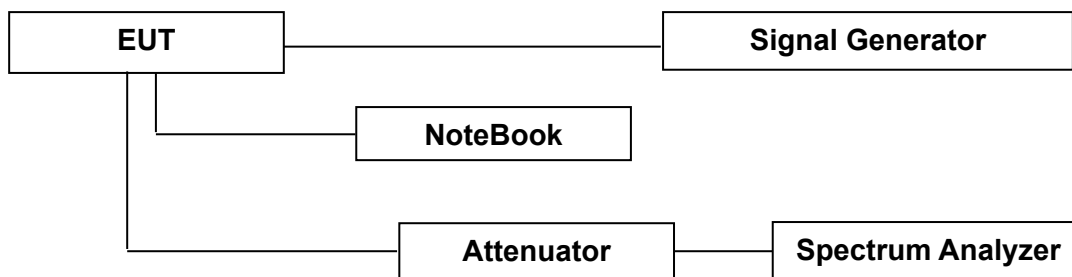 EUT
Signal Generator
NoteBook
Attenuator
Spectrum Analyzer